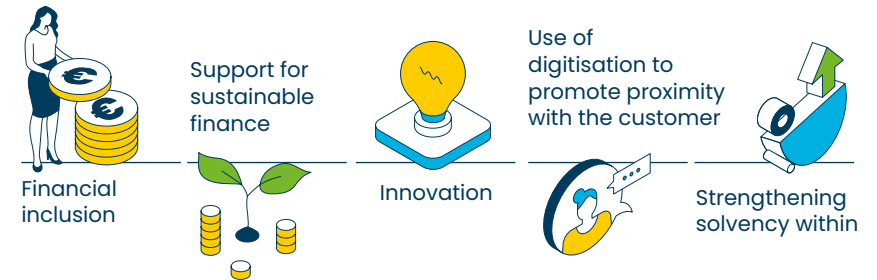 Financial
inclusion
Support for
sustainable
finance
Innovation
Use of
digitisation to
promote proximity
with the customer
Strengthening
solvency within